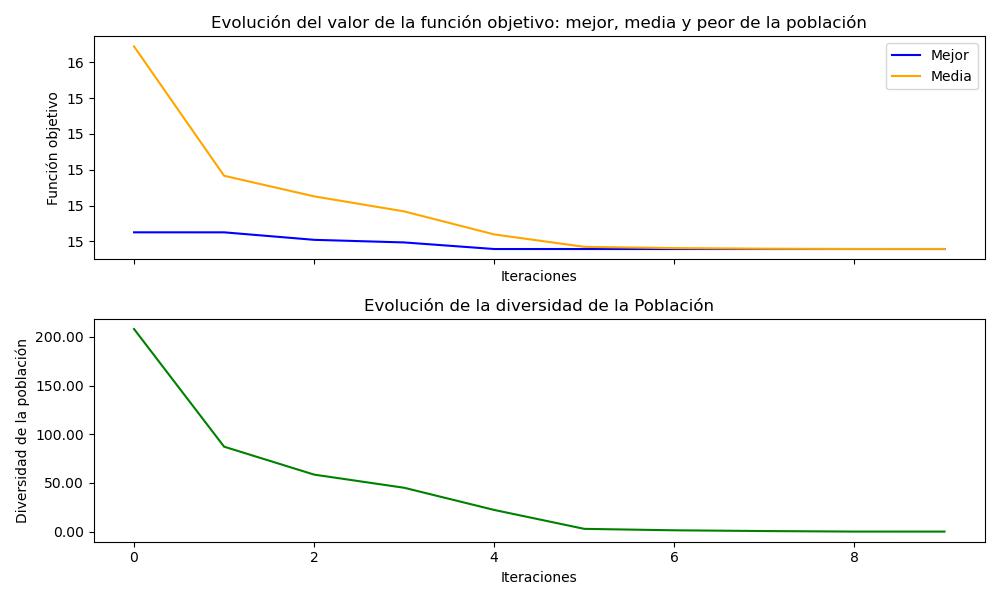 Evolución del valor de la función objetivo: mejor, media y peor de la población
Mejor
Media
16
15
15
15
15
15
Función objetivo
Iteraciones
Evolución de la diversidad de la Población
200.00
150.00
100.00
50.00
0.00
Diversidad de la población
0 2 4 6 8
Iteraciones